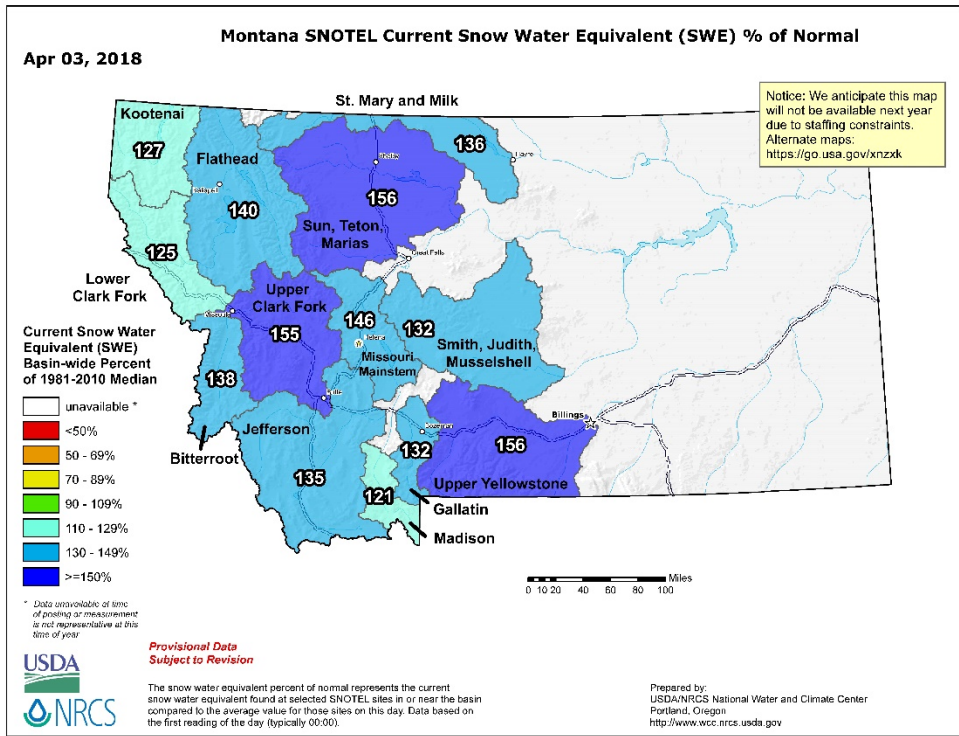 Montana SNOTEL Current Snow Water Equivalent (SWE) % of Normal
Apr 03, 2018
Notice: We anticipate this map
will not be available next year
due to staffing constraints.
Alternate maps:
https://go.usa.gov/xnzxk
St. Mary and Milk
Kootenai
127
Flathead
140
136
156
Shelby
Havre
Kalispell
Sun, Teton,
Marias
125
Great Falls
Lower
Clark Fork
Upper
Clark Fork
155
Missoula
146
Helena
Missouri
Mainstem
132
Smith, Judith,
Musselshell
138
Butte
Bitterroot
Jefferson
135
Bozeman
132
121
Billings
156
Upper Yellowstone
Gallatin
Madison
Current Snow Water
Equivalent (SWE)
Basin-wide Percent
of 1981-2010 Median
unavailable *
<50%
50 - 69%
70 - 89%
90 - 109%
110 - 129%
130 - 149%
>=150%
* Data unavailable at time
of posting or measurement
is not representative at this
time of year
Miles
0 10 20 40 60 80 100
Provisional Data
Subject to Revision
USDA
NRCS
The snow water equivalent percent of normal represents the current
snow water equivalent found at selected SNOTEL sites in or near the basin
compared to the average value for those sites on this day. Data based on
the first reading of the day (typically 00:00).
Prepared by:
USDA/NRCS National Water and Climate Center
Portland, Oregon
http://www.wcc.nrcs.usda.gov